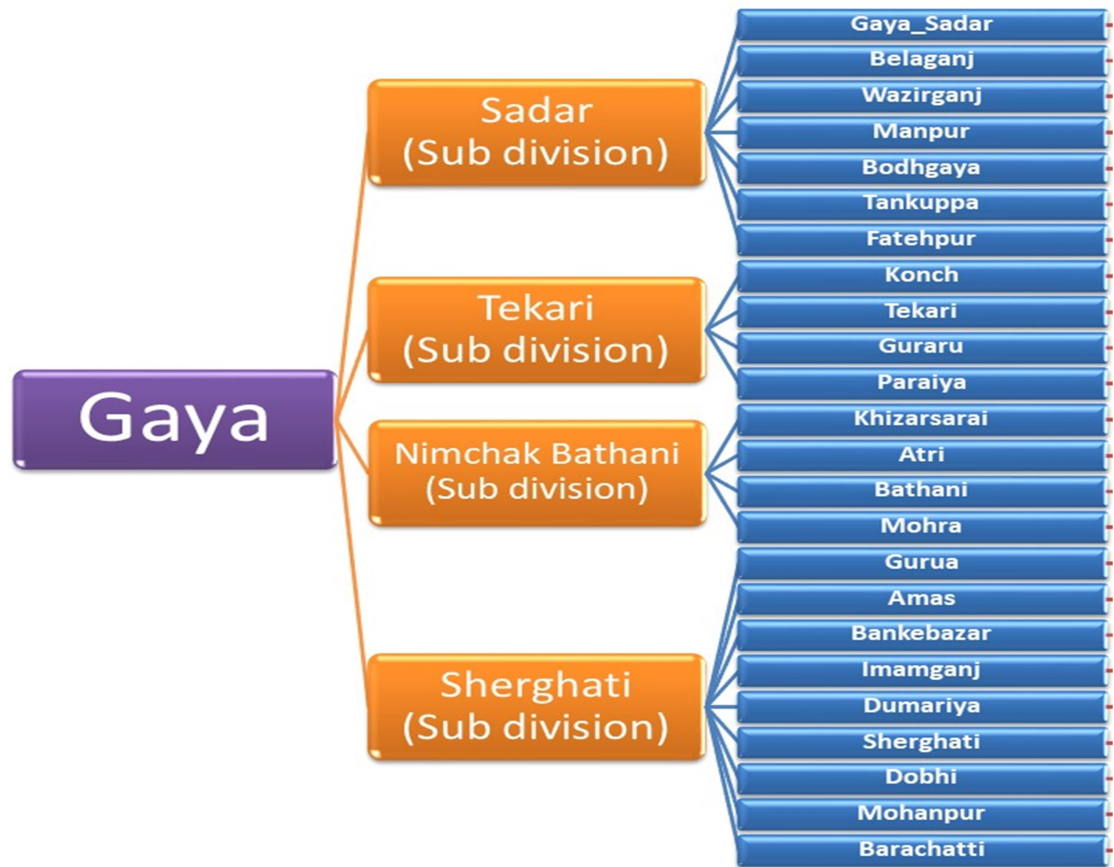 Gaya
Sadar
(Sub division)
Gaya_Sadar
Belaganj
Wazirganj
Manpur
Bodhgaya
Tankuppa
Fatehpur
Tekari
(Sub division)
Konch
Tekari
Guraru
Paraiya
Nimchak Bathani
(Sub division)
Khizarsarai
Atri
Bathani
Mohra
Sherghati
(Sub division)
Gurua
Amas
Bankebazar
Imamganj
Dumariya
Sherghati
Dobhi
Mohanpur
Barachatti